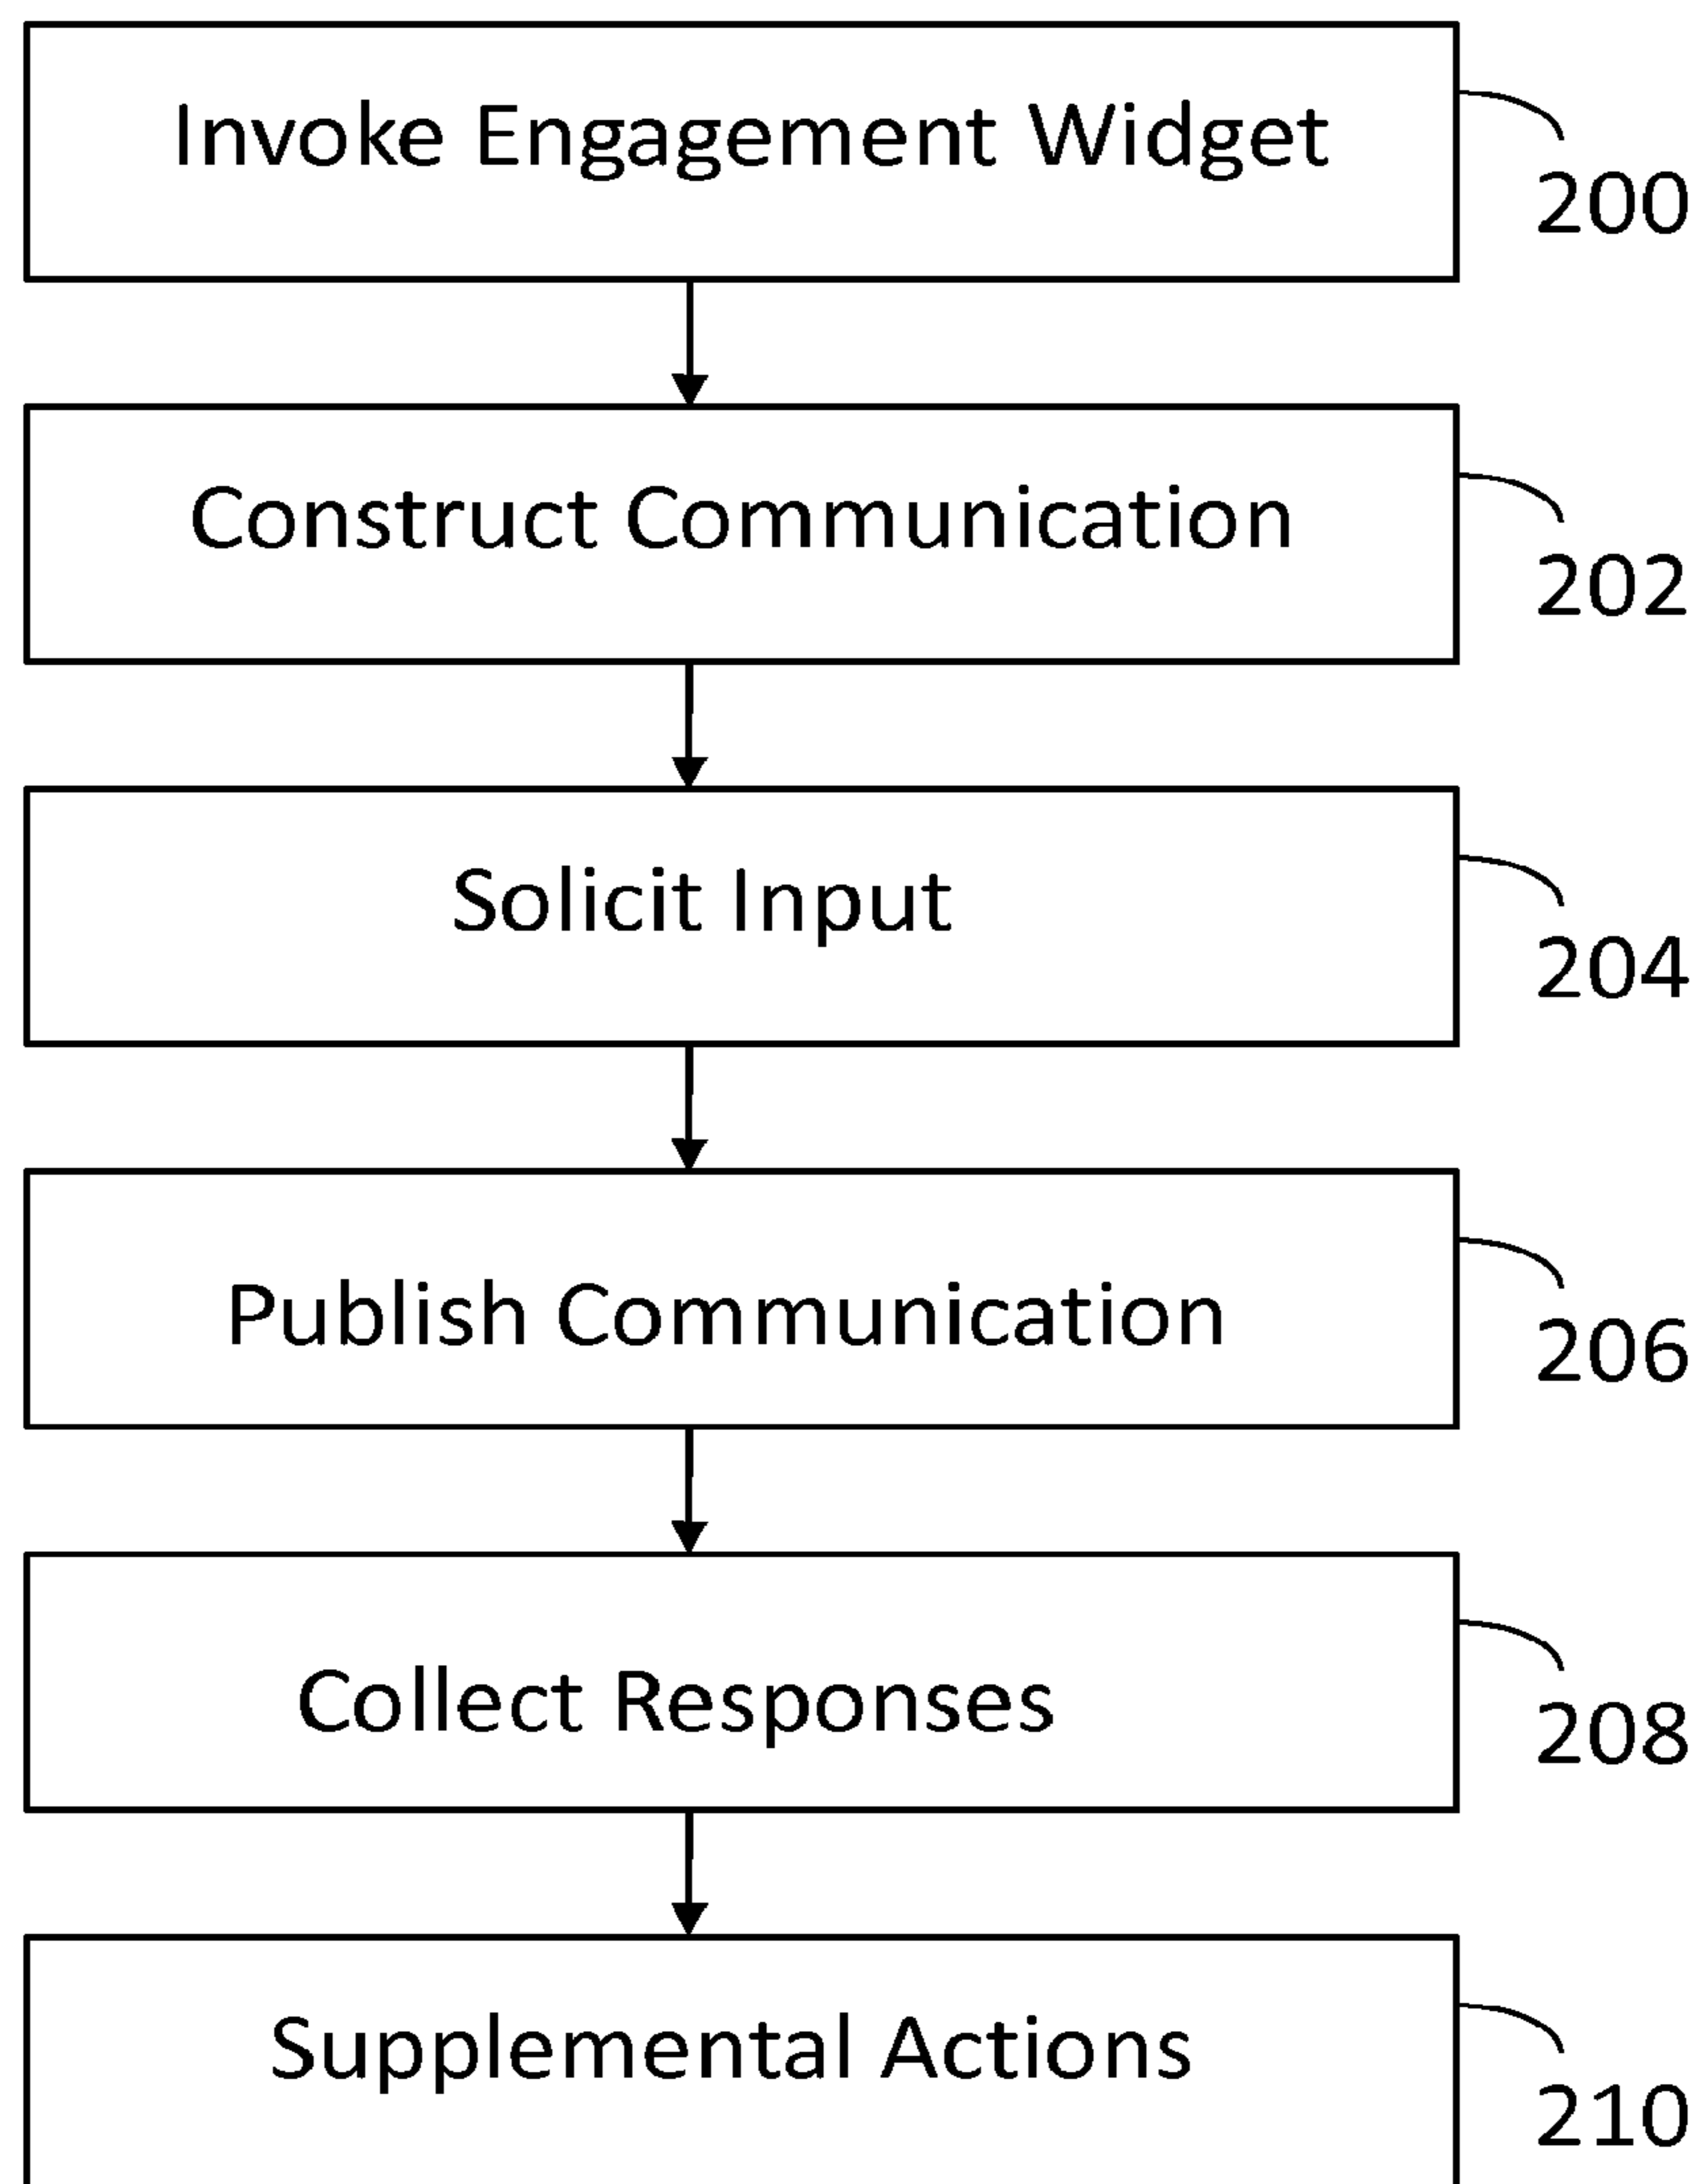 Invoke Engagement Widget
200
Construct Communication
202
Solicit Input
204
Publish Communication
206
Collect Responses
208
Supplemental Actions
210